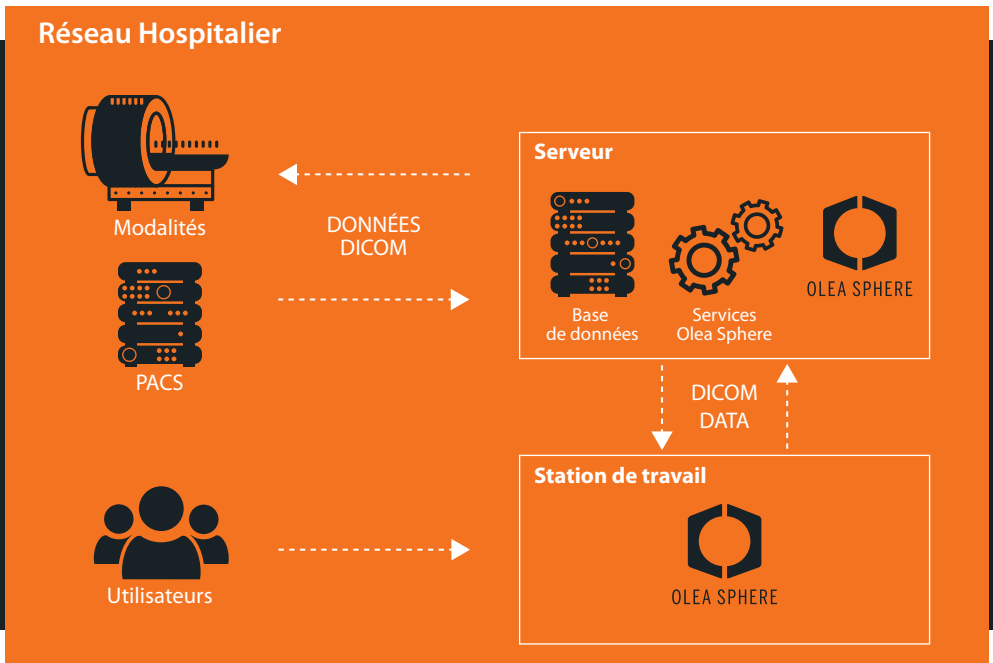 Réseau Hospitalier
Modalités
DONNÉES
DICOM
PACS
Serveur
Base
de données
Services
Olea Sphere
OLEA SPHERE
DICOM
DATA
Utilisateurs
Station de travail
OLEA SPHERE